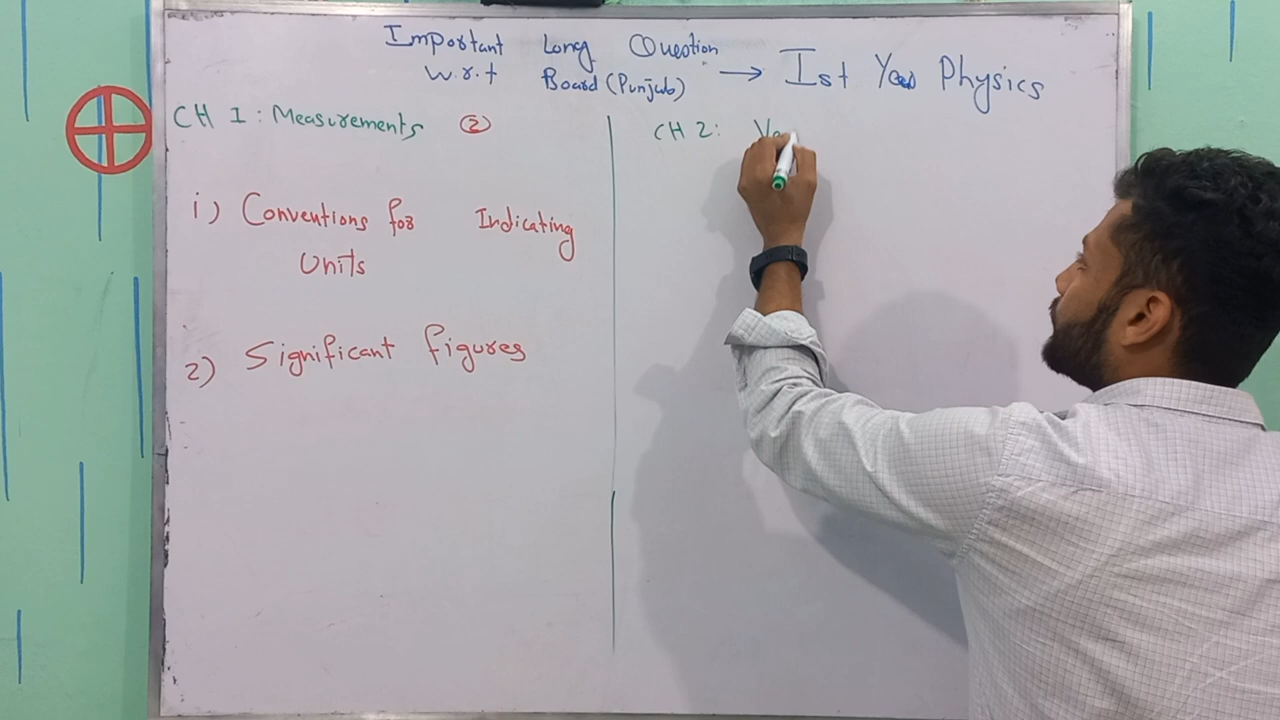 Important Long Question
w.r.t Board (Punjab) → Ist Year Physics
CH 1: Measurements ②
i) Conventions for Indicating
Units
2) Significant figures
CH 2: